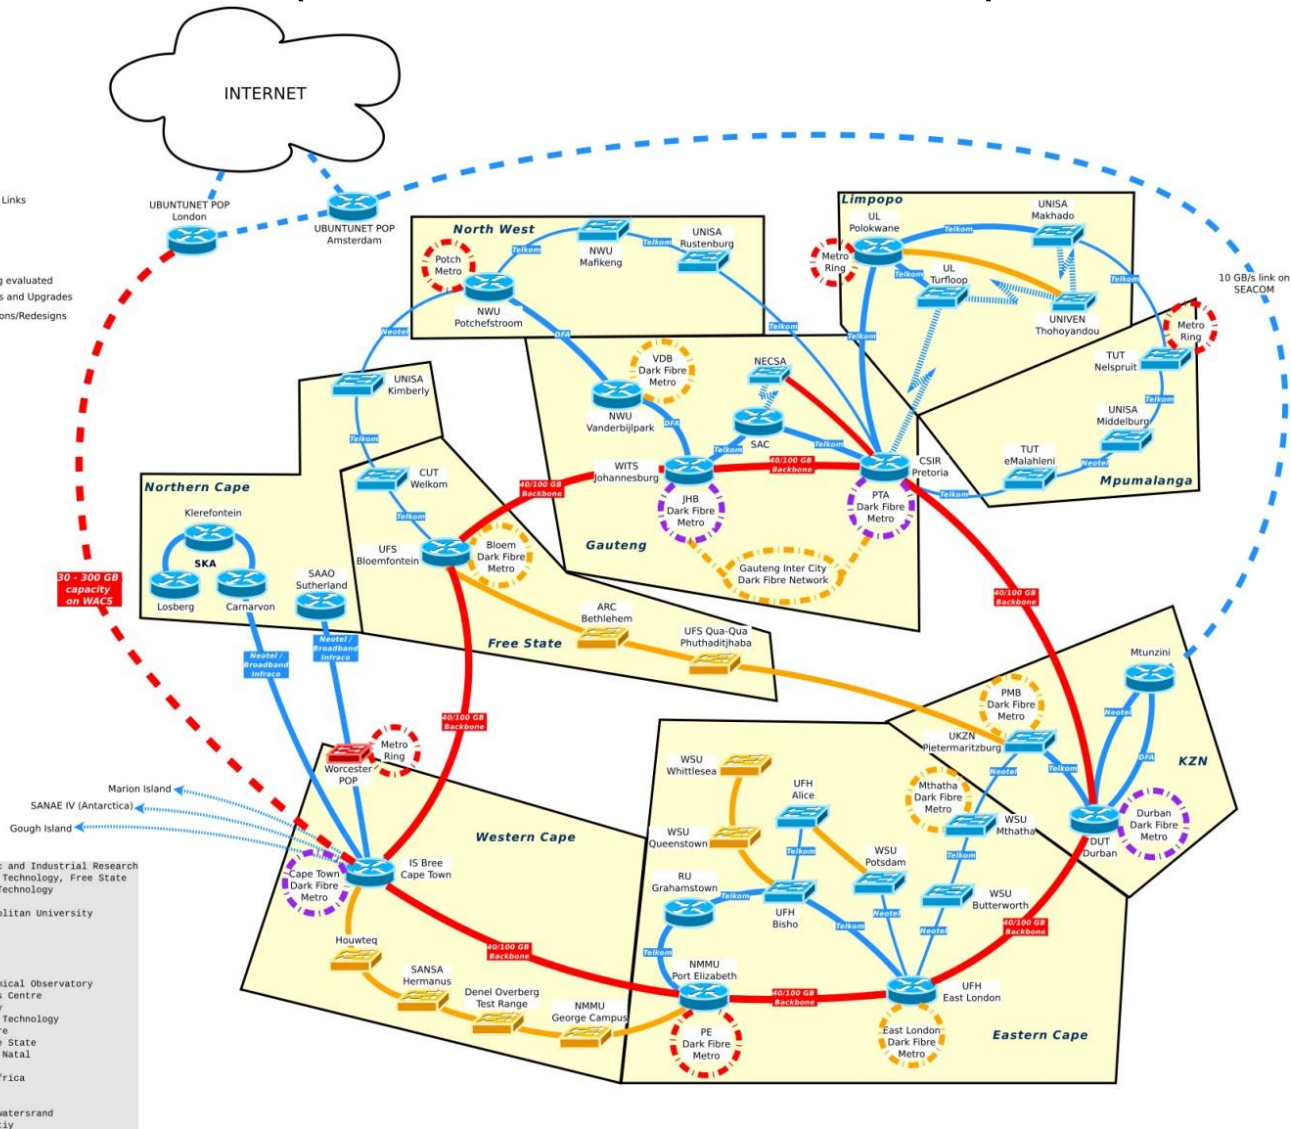 INTERNET
Links
UBUNTUNET POP
London
UBUNTUNET POP
Amsterdam
evaluated
s and Upgrades
ons/Redesigns
10 GB/s link on
SEACOM
North West
Potch
Metro
NWU
Potchefstroom
Telkom
NWU
Mafikeng
Telkom
UNISA
Rustenburg
Telkom
Neotel
DFA
Limpopo
UL
Polokwane
Metro
Ring
Telkom
UNISA
Makhado
Telkom
UL
Turfloop
UNIVEN
Thohoyandou
Telkom
Telkom
Metro
Ring
TUT
Nelspruit
Telkom
UNISA
Middelburg
Neotel
TUT
eMalahleni
Telkom
Mpumalanga
VDB
Dark Fibre
Metro
NWU
Vanderbijlpark
DFA
NECSA
SAC
Telkom
Telkom
WITS
Johannesburg
40/100 GB
Backbone
CSIR
Pretoria
JHB
Dark Fibre
Metro
PTA
Dark Fibre
Metro
Gauteng
Gauteng Inter City
Dark Fibre Network
UNISA
Kimberly
Telkom
CUT
Welkom
Telkom
40/100 GB
Backbone
Northern Cape
Klerefontein
SKA
Losberg
Carnarvon
SAAO
Sutherland
UFS
Bloemfontein
Bloem
Dark Fibre
Metro
ARC
Bethlehem
UFS Qua-Qua
Phuthaditjhaba
Free State
40/100 GB
Backbone
30 - 300 GB
capacity
on WACS
Neotel /
Broadband
Infraco
Neotel /
Broadband
Infraco
40/100 GB
Backbone
Mtunzini
PMB
Dark Fibre
Metro
UKZN
Pietermaritzburg
Neotel
DFA
KZN
Telkom
Neotel
Durban
Dark Fibre
Metro
DUT
Durban
Worcester
POP
Metro
Ring
Marion Island
SANAE IV (Antarctica)
Gough Island
Western Cape
IS Bree
Cape Town
Cape Town
Dark Fibre
Metro
Houwteq
SANSA
Hermanus
Denel Overberg
Test Range
NMMU
George Campus
40/100 GB
Backbone
WSU
Whittlesea
WSU
Queenstown
UFH
Alice
Telkom
Mthatha
Dark Fibre
Metro
WSU
Mthatha
Telkom
WSU
Potsdam
Neotel
RU
Grahamstown
Telkom
UFH
Bisho
Telkom
WSU
Butterworth
Neotel
40/100 GB
Backbone
Telkom
NMMU
Port Elizabeth
40/100 GB
Backbone
UFH
East London
PE
Dark Fibre
Metro
East London
Dark Fibre
Metro
Eastern Cape
c and Industrial Research
Technology, Free State
Technology
olitan University
ical Observatory
s Centre
Technology
re
e State
Natal
frica
watersrand